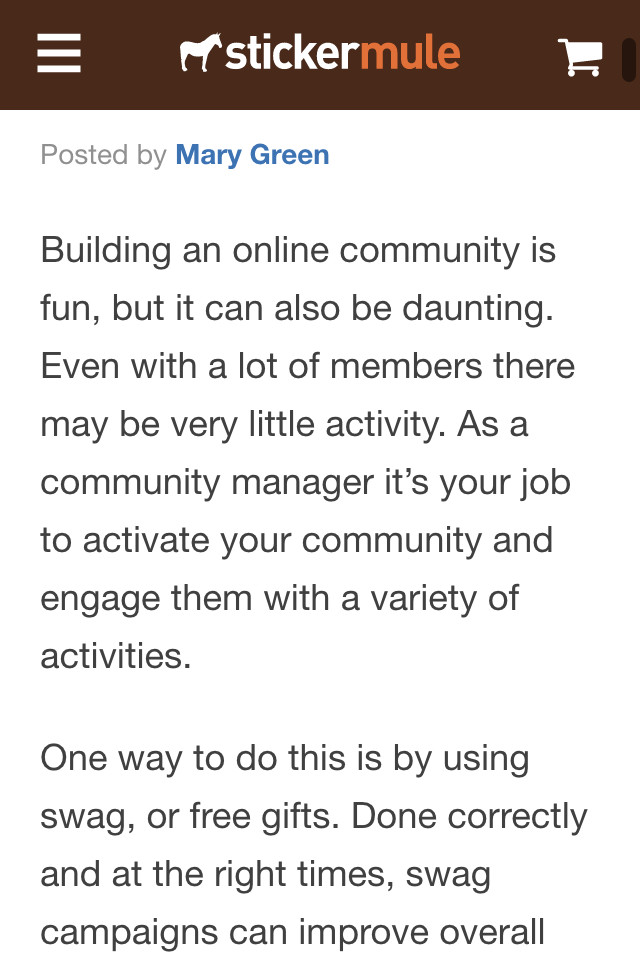 stickermule
Posted by Mary Green
Building an online community is
fun, but it can also be daunting.
Even with a lot of members there
may be very little activity. As a
community manager it’s your job
to activate your community and
engage them with a variety of
activities.
One way to do this is by using
swag, or free gifts. Done correctly
and at the right times, swag
campaigns can improve overall